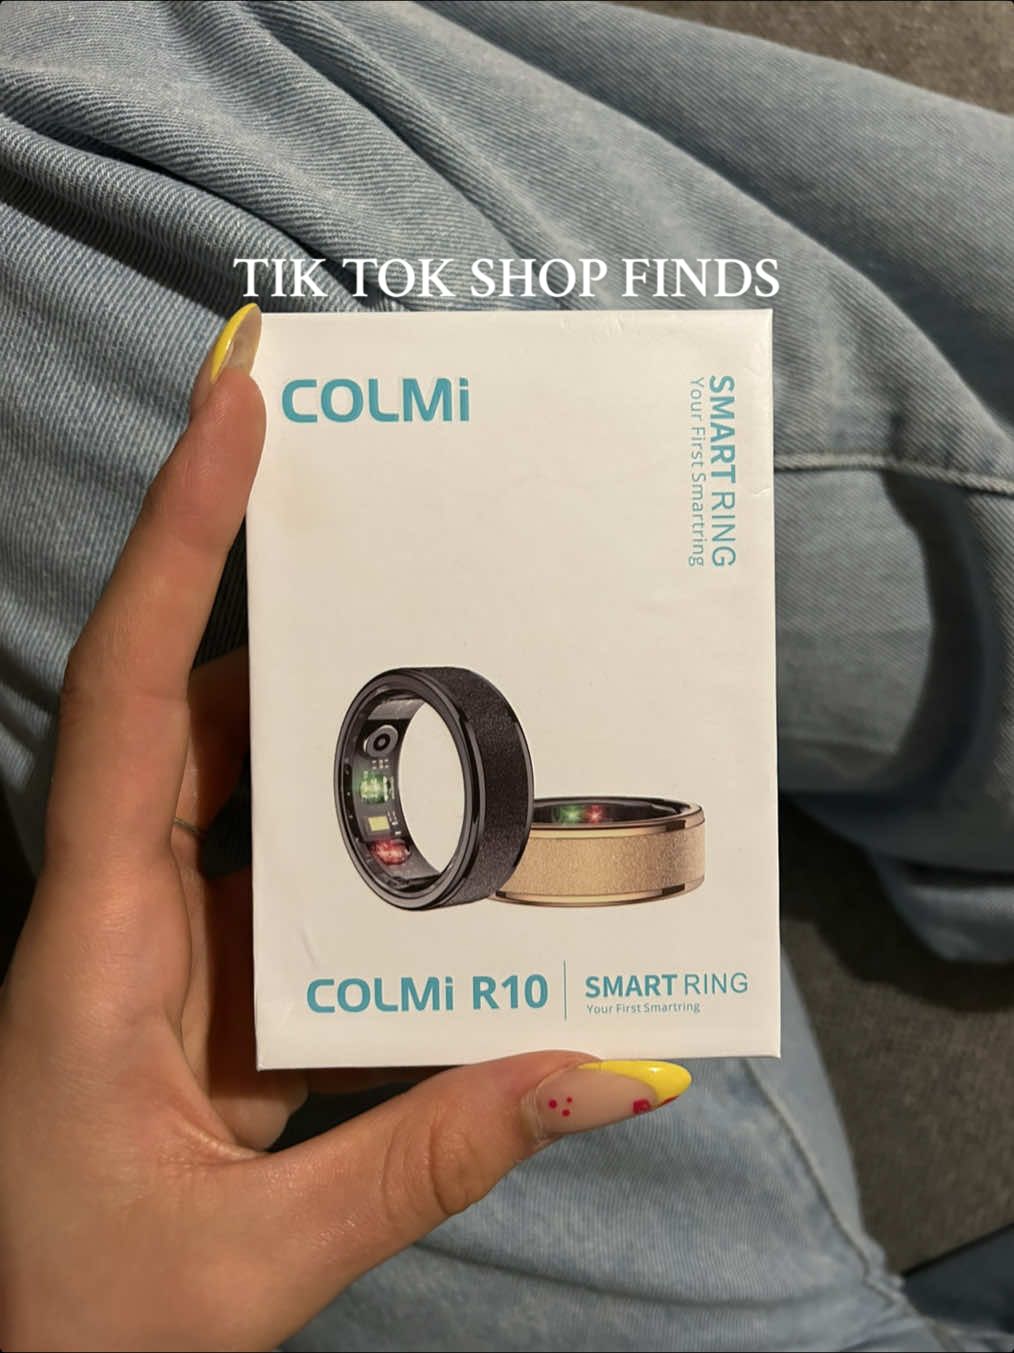 TIK TOK SHOP FINDS
COLMi
SMART RING
Your First Smartring
COLMi R10
SMART RING
Your First Smartring